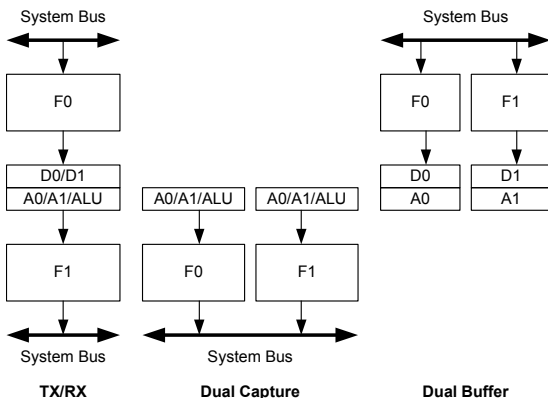 System Bus
System Bus
F0
F0
F1
D0/D1
A0/A1/ALU
D0
A0
D1
A1
A0/A1/ALU
A0/A1/ALU
F1
F0
F1
System Bus
System Bus
TX/RX
Dual Capture
Dual Buffer